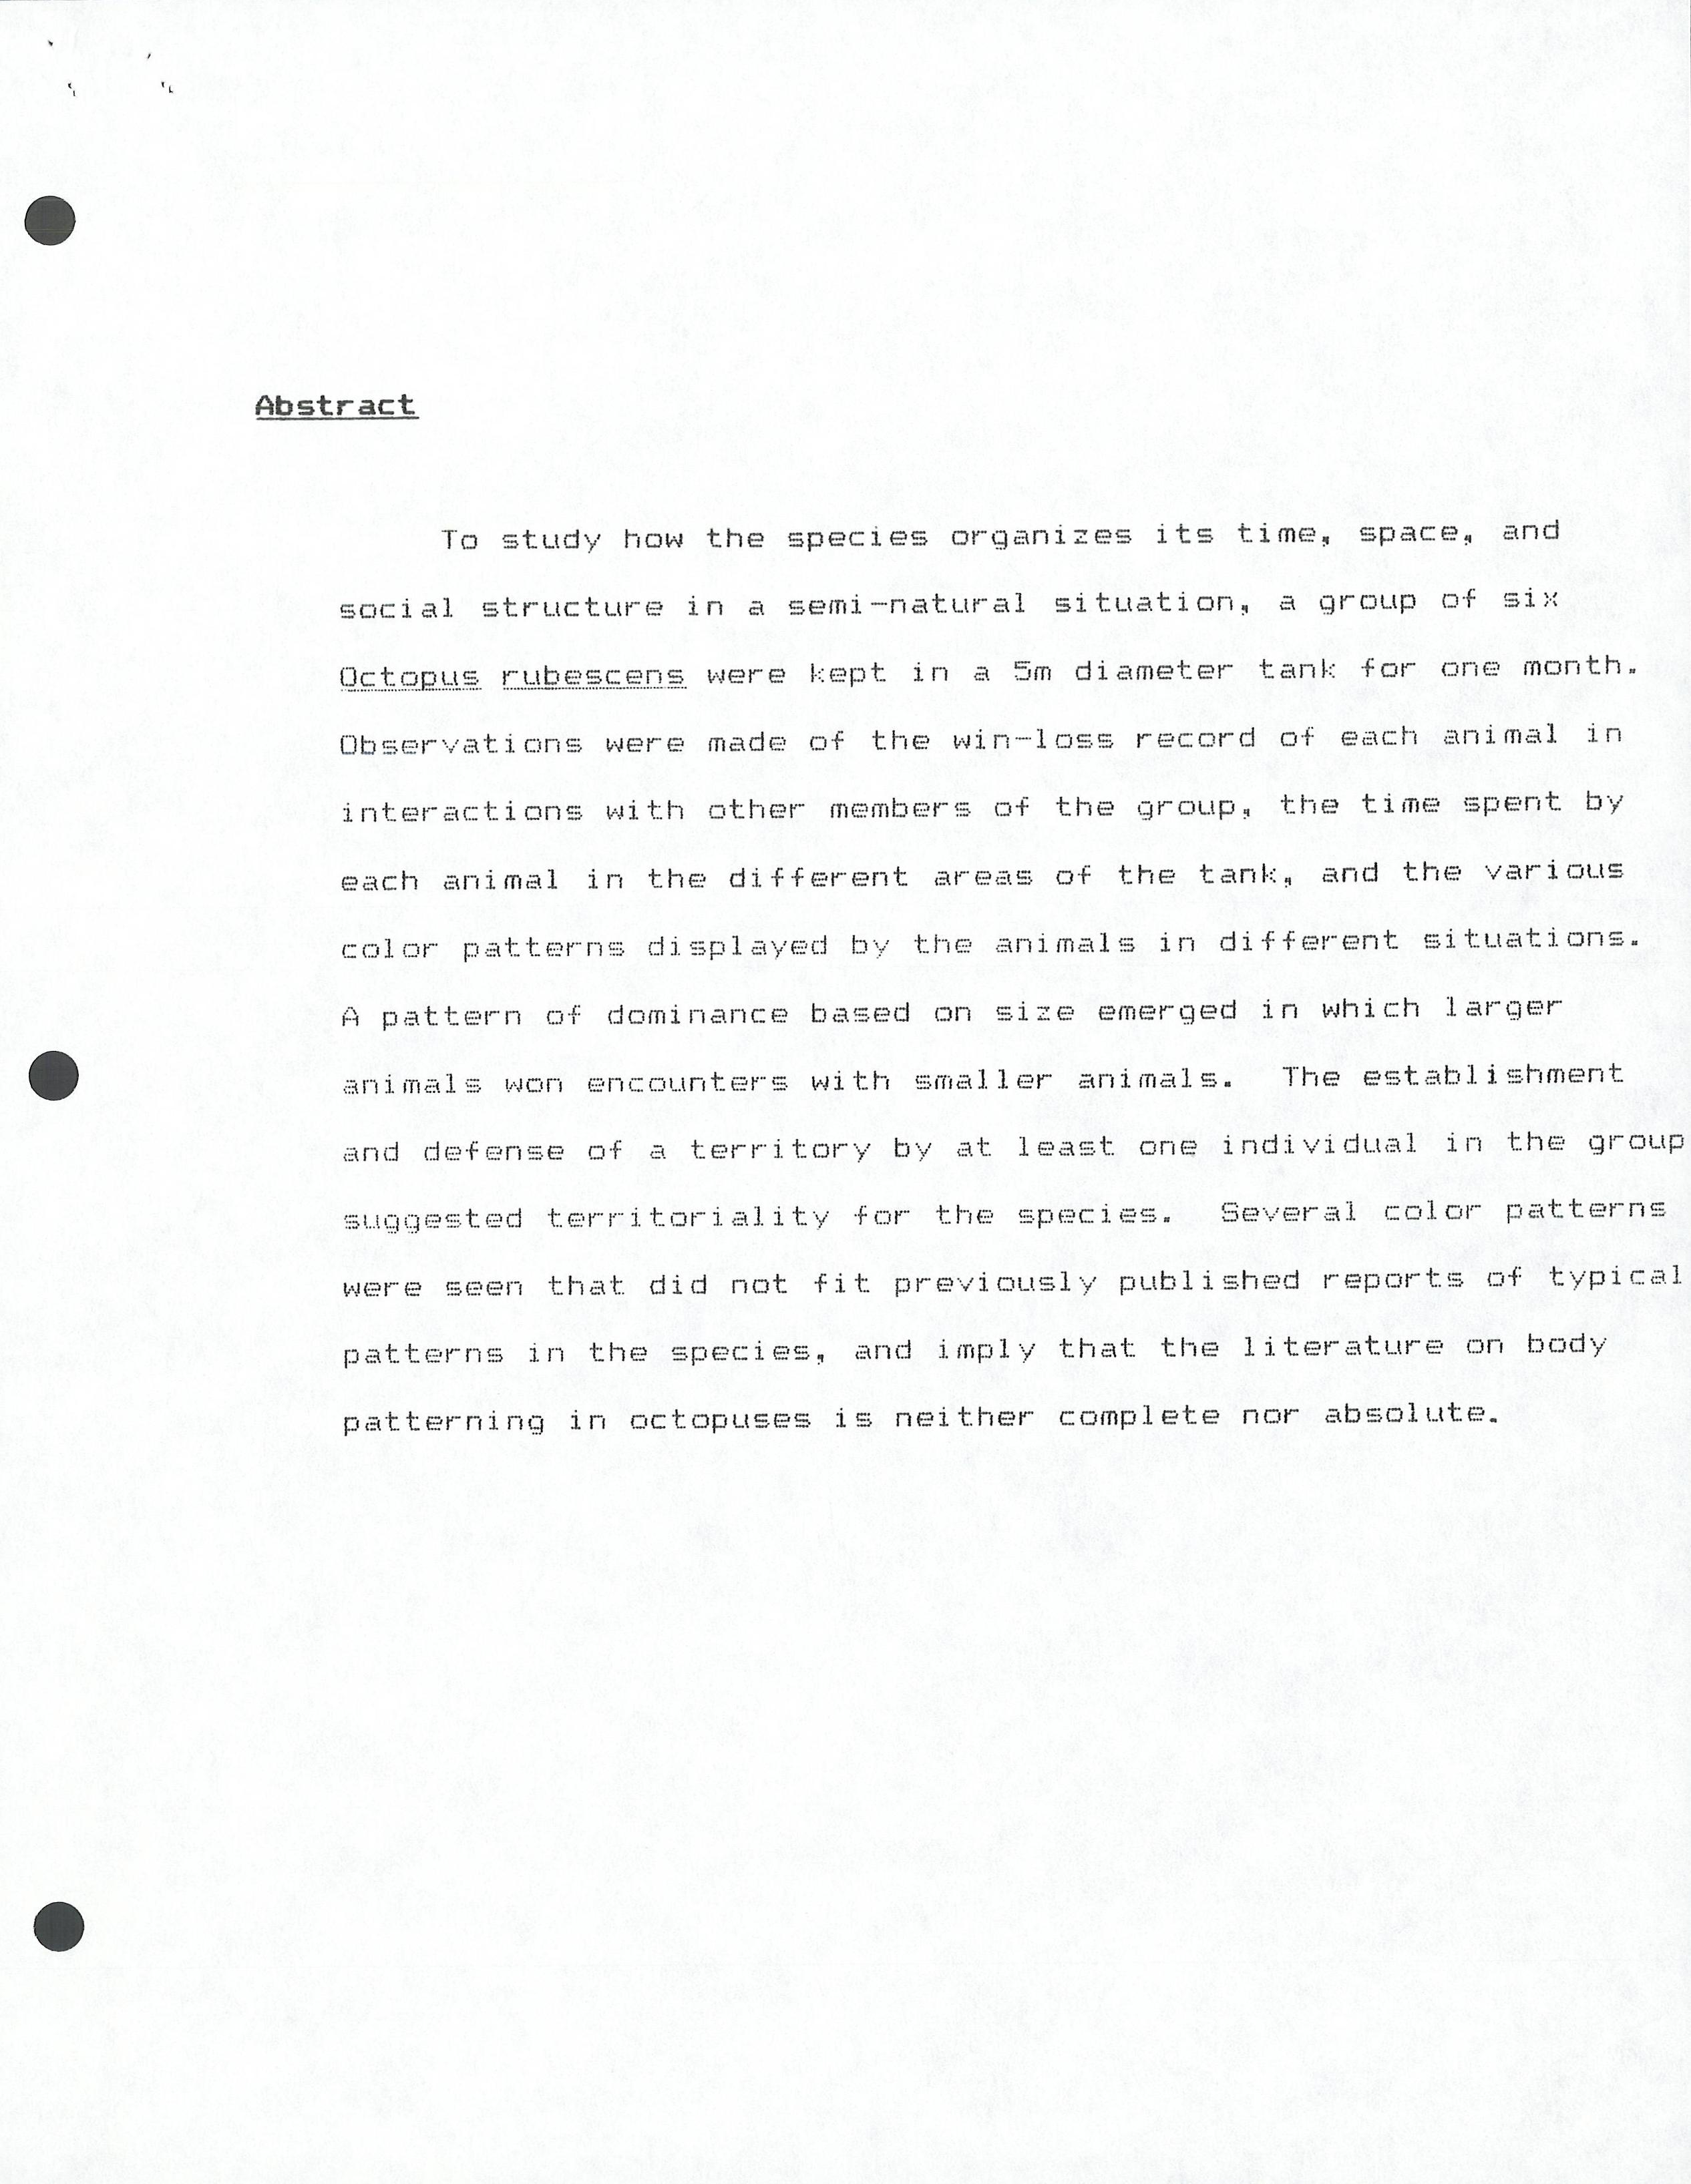 Abstract
To study how the species organizes its time, space, and
social structure in a semi-natural situation, a group of six
Octopus rubescens were kept in a 5m diameter tank for one month.
Observations were made of the win-loss record of each animal in
interactions with other members of the group, the time spent by
each animal in the different areas of the tank, and the various
color patterns displayed by the animals in different situations.
A pattern of dominance based on size emerged in which larger
animals won encounters with smaller animals.  The establishment
and defense of a territory by at least one individual in the group
suggested territoriality for the species.  Several color patterns
were seen that did not fit previously published reports of typical
patterns in the species, and imply that the literature on body
patterning in octopuses is neither complete nor absolute.